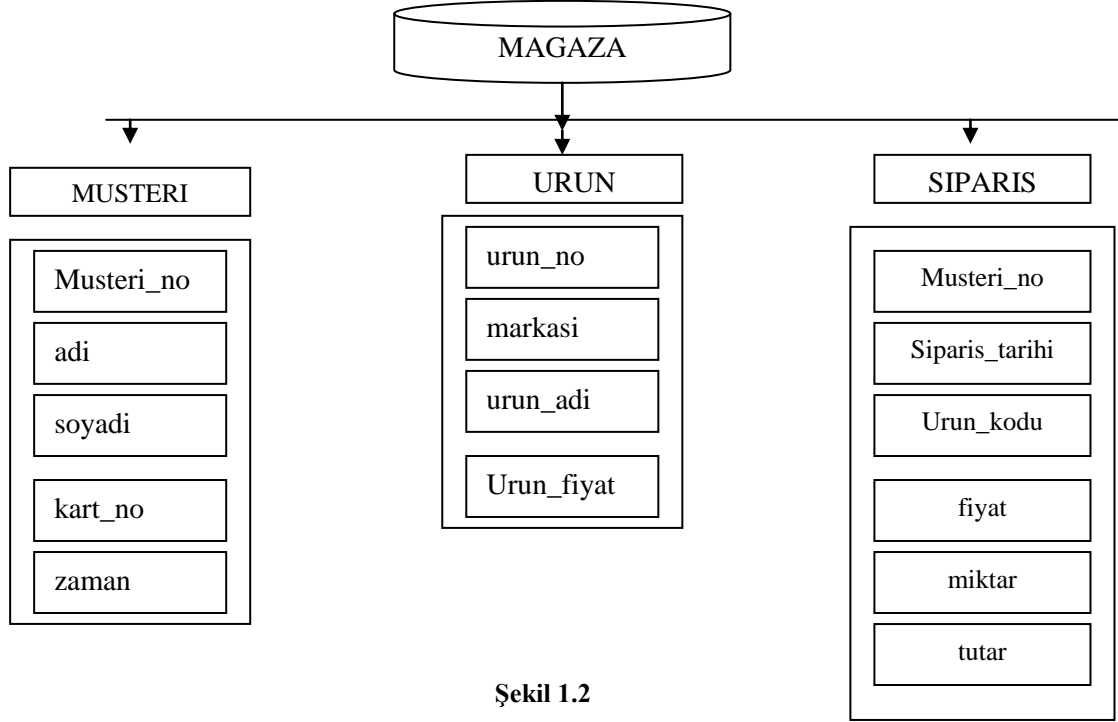 MAGAZA
MUSTERI
Musteri_no
adi
soyadi
kart_no
zaman
URUN
urun_no
markasi
urun_adi
Urun_fiyat
SIPARIS
Musteri_no
Siparis_tarihi
Urun_kodu
fiyat
miktar
tutar
Şekil 1.2